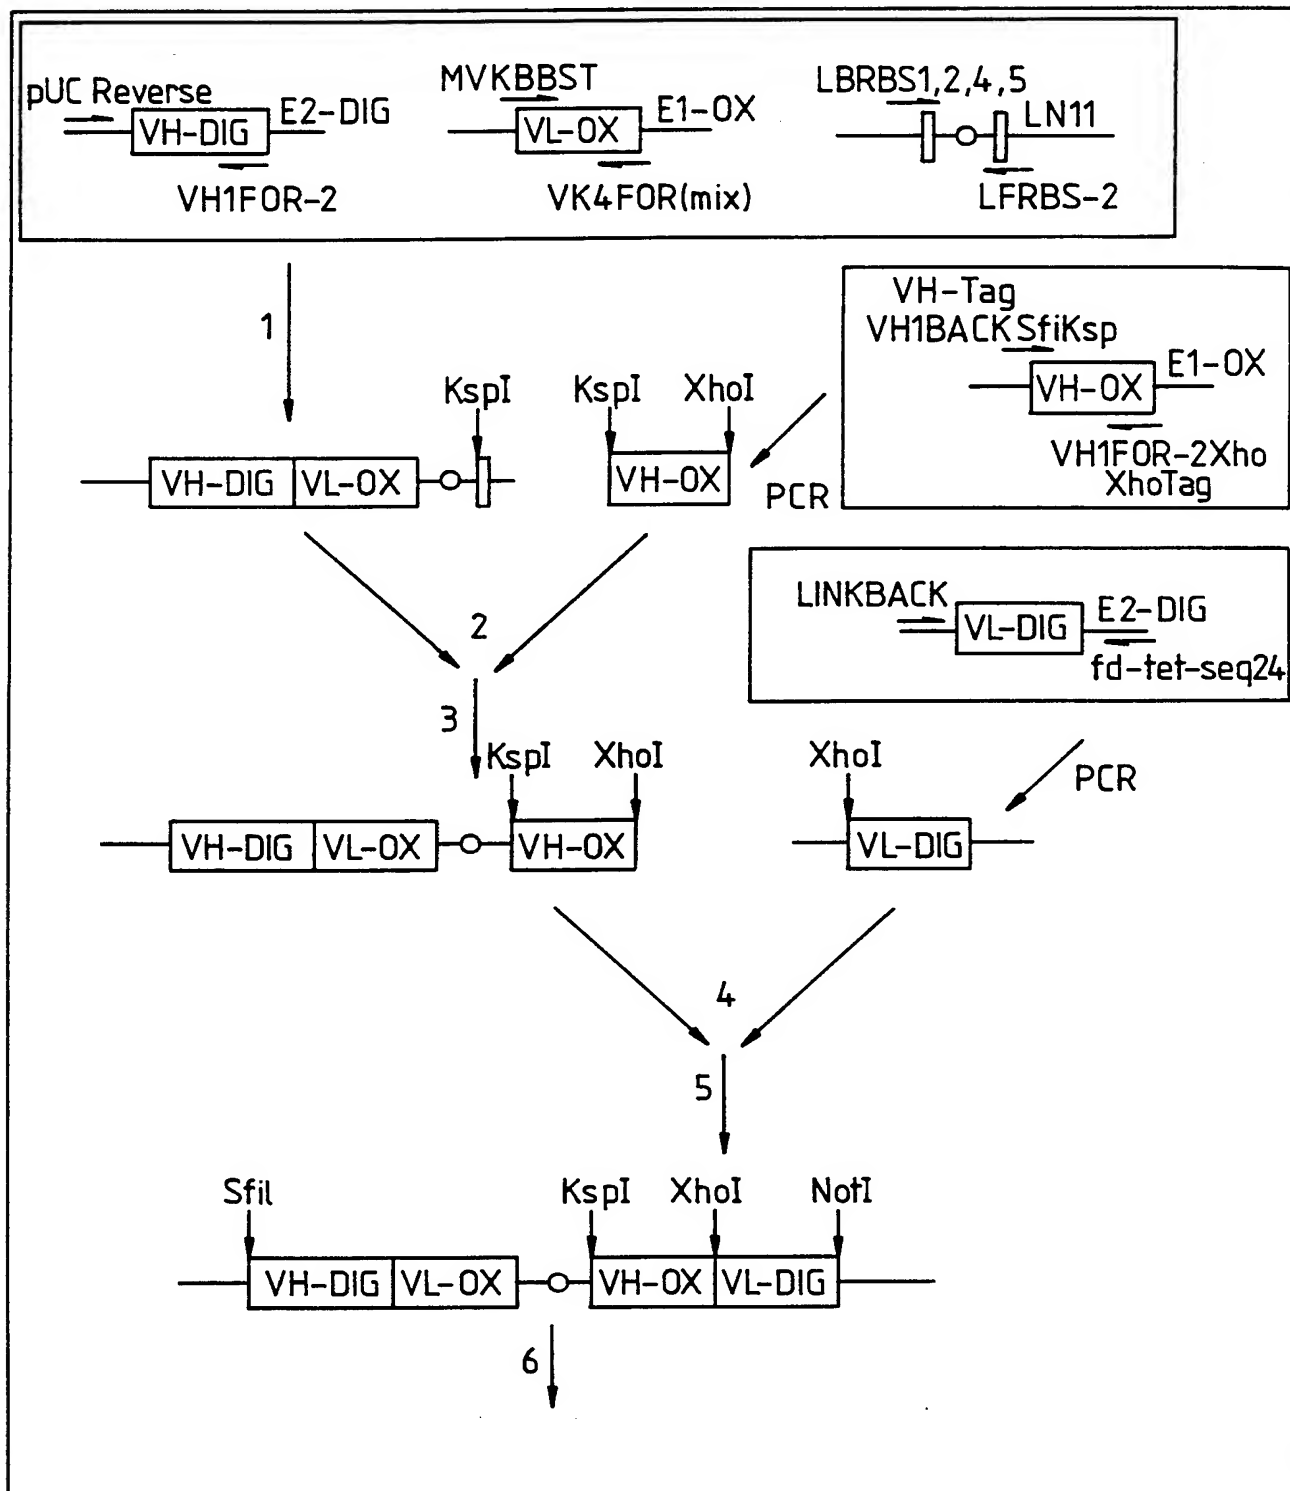 pUC Reverse
VH-DIG
E2-DIG
VH1FOR-2
MVKBBST
VL-OX
E1-OX
VK4FOR(mix)
LBRBS1,2,4,5
LN11
LFRBS-2
1
VH-Tag
VH1BACKSfiKsp
VH-OX
E1-OX
VH1FOR-2Xho
XhoTag
PCR
KspI
VH-DIG VL-OX
KspI XhoI
VH-OX
2
3
LINKBACK
VL-DIG
E2-DIG
fd-tet-seq24
PCR
KspI XhoI
VH-DIG VL-OX VH-OX
XhoI
VL-DIG
4
5
SfiI KspI XhoI NotI
VH-DIG VL-OX VH-OX VL-DIG
6